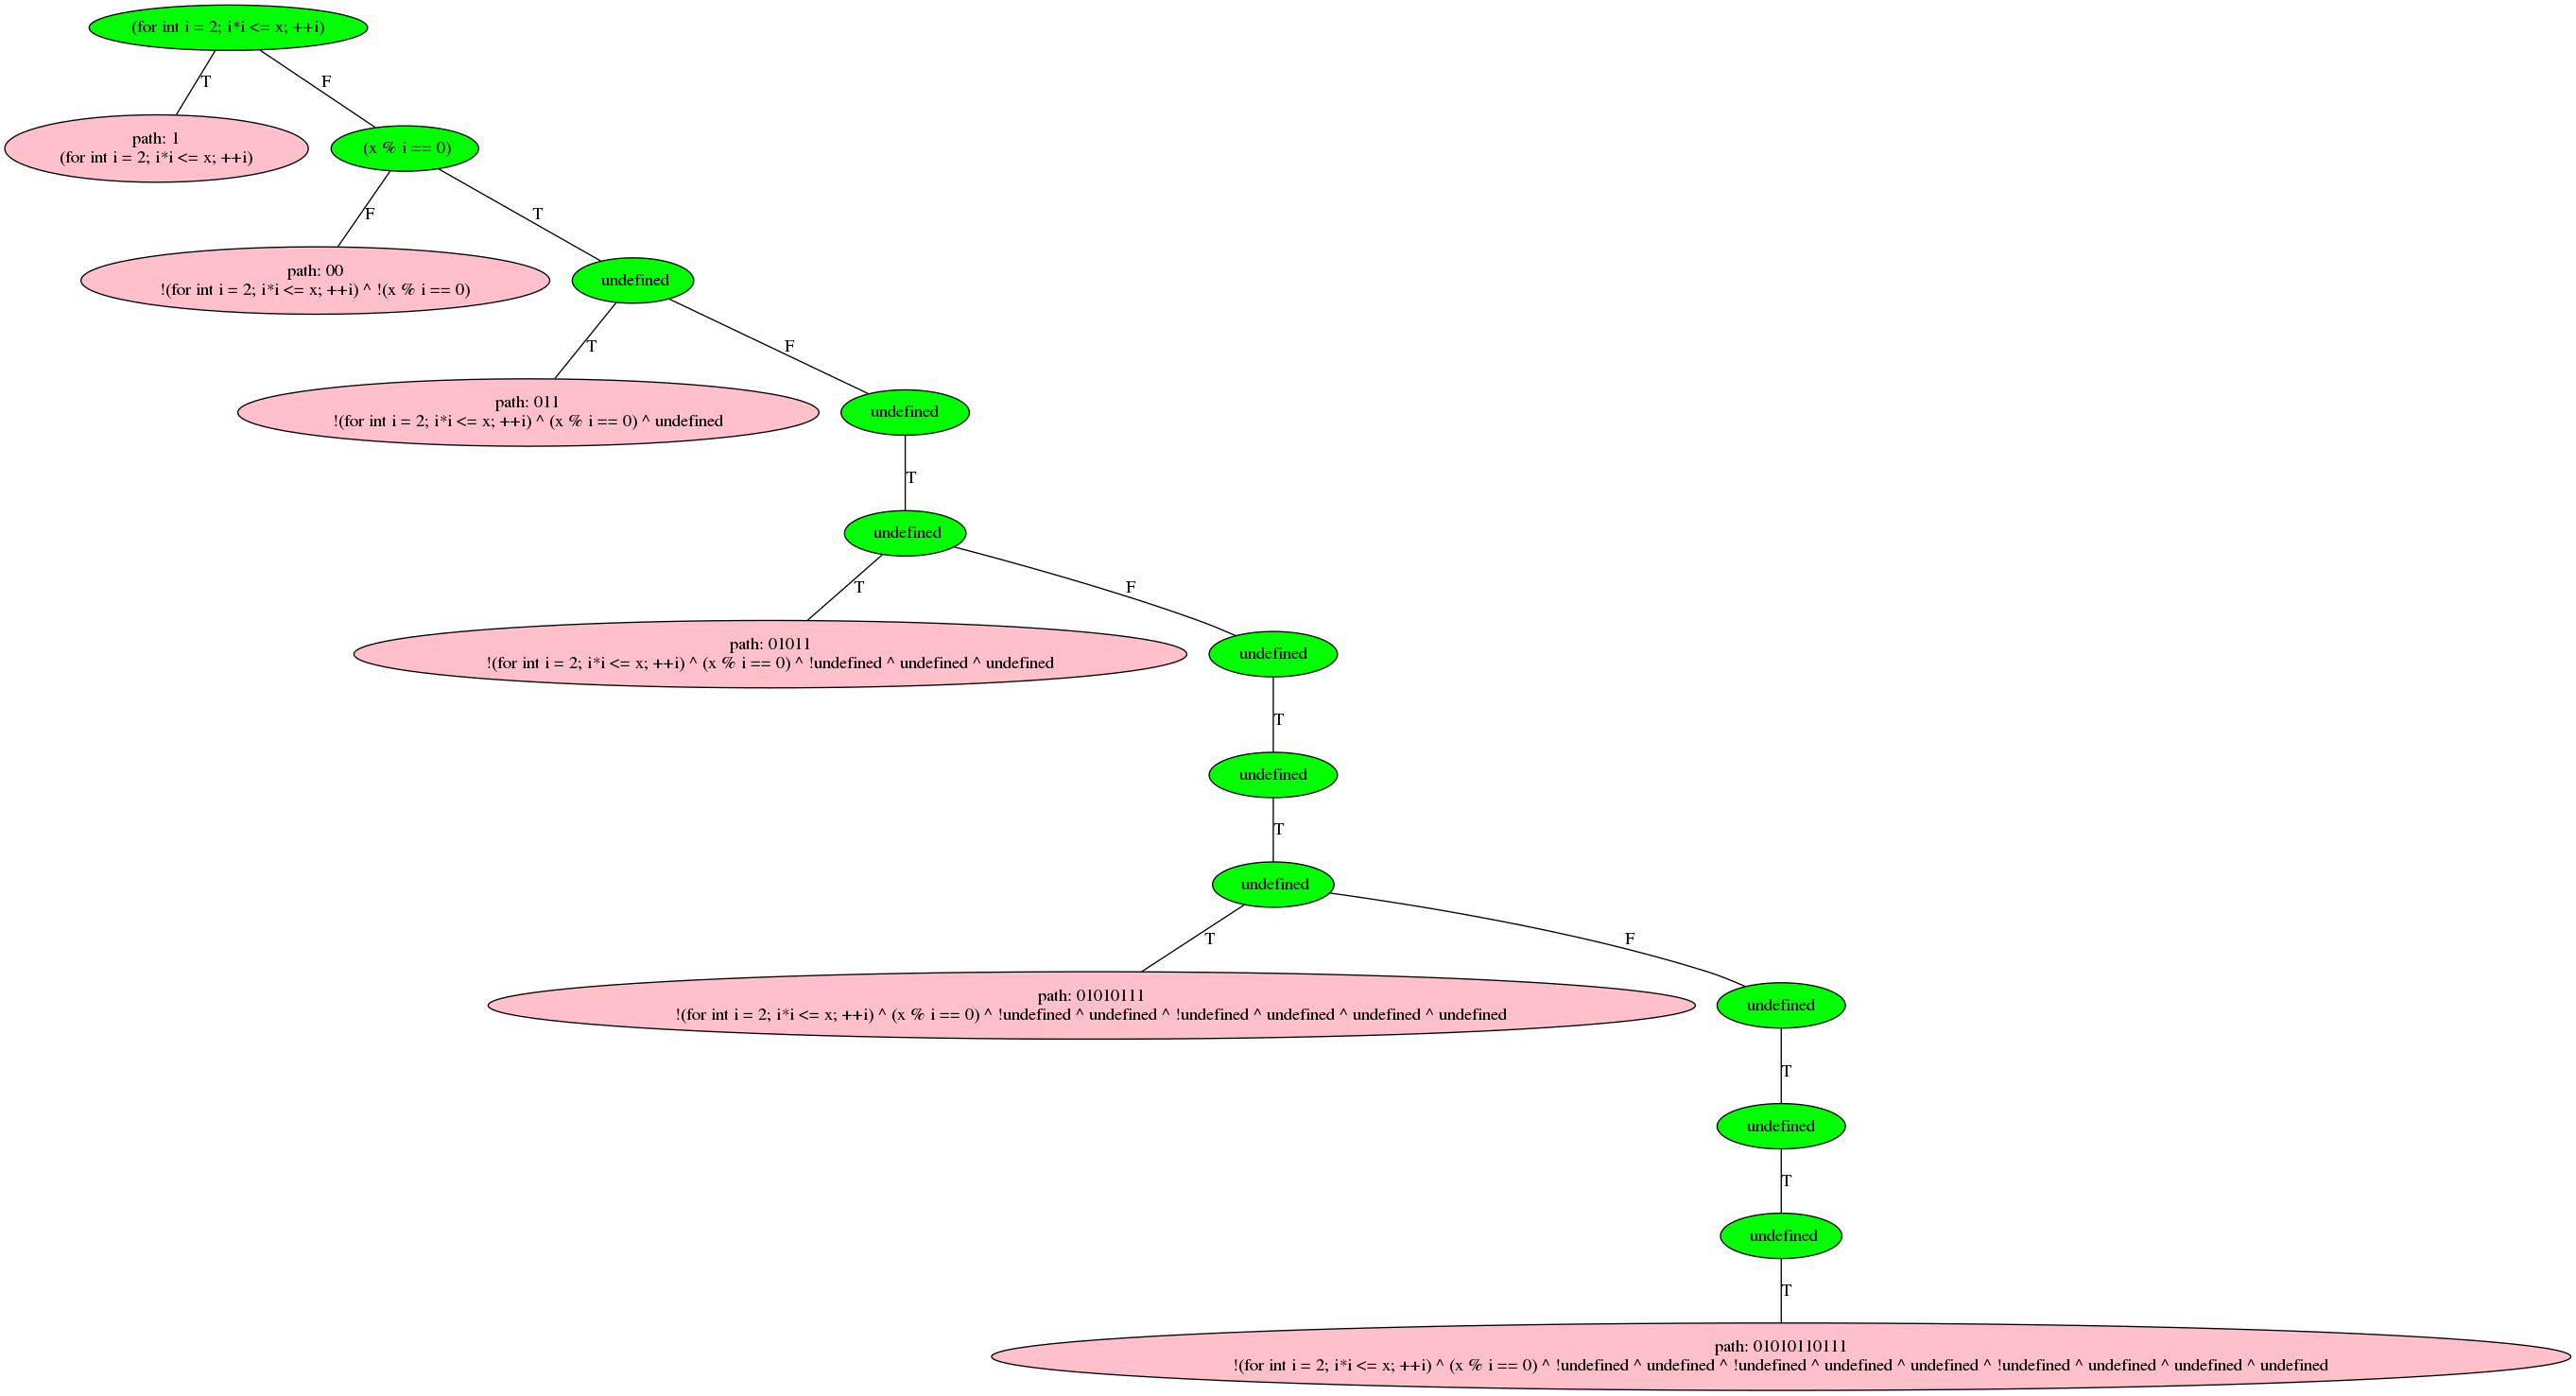 (for int i = 2; i*i <= x; ++i)
T
F
path: 1
(for int i = 2; i*i <= x; ++i)
(x % i == 0)
F
T
path: 00
!(for int i = 2; i*i <= x; ++i) ^ !(x % i == 0)
undefined
T
F
path: 011
!(for int i = 2; i*i <= x; ++i) ^ (x % i == 0) ^ undefined
undefined
T
undefined
T
F
path: 01011
!(for int i = 2; i*i <= x; ++i) ^ (x % i == 0) ^ !undefined ^ undefined ^ undefined
undefined
T
undefined
T
undefined
T
F
path: 01010111
!(for int i = 2; i*i <= x; ++i) ^ (x % i == 0) ^ !undefined ^ undefined ^ !undefined ^ undefined ^ undefined ^ undefined
undefined
T
undefined
T
undefined
T
path: 01010110111
!(for int i = 2; i*i <= x; ++i) ^ (x % i == 0) ^ !undefined ^ undefined ^ !undefined ^ undefined ^ undefined ^ !undefined ^ undefined ^ undefined ^ undefined